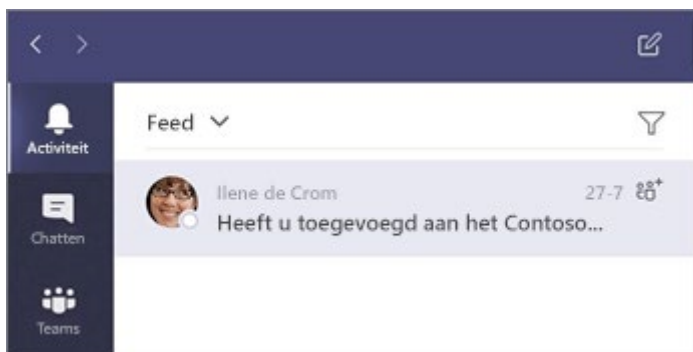 Activiteit
Feed
Ilene de Crom 27-7
Heeft u toegevoegd aan het Contoso...
Chatten
Teams